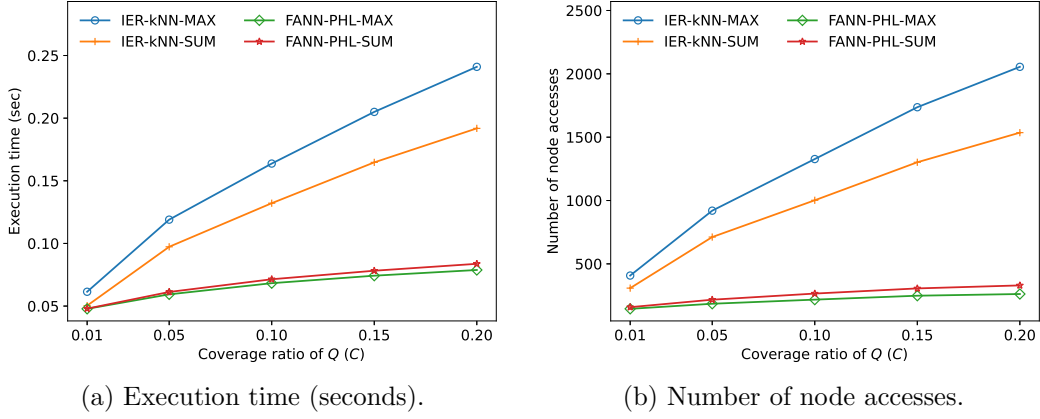 IER-kNN-MAX
IER-kNN-SUM
FANN-PHL-MAX
FANN-PHL-SUM
0.25
0.20
0.15
0.10
0.05
Execution time (sec)
0.01 0.05 0.10 0.15 0.20
Coverage ratio of Q (C)
(a) Execution time (seconds).
IER-kNN-MAX
IER-kNN-SUM
FANN-PHL-MAX
FANN-PHL-SUM
2500
2000
1500
1000
500
Number of node accesses
0.01 0.05 0.10 0.15 0.20
Coverage ratio of Q (C)
(b) Number of node accesses.